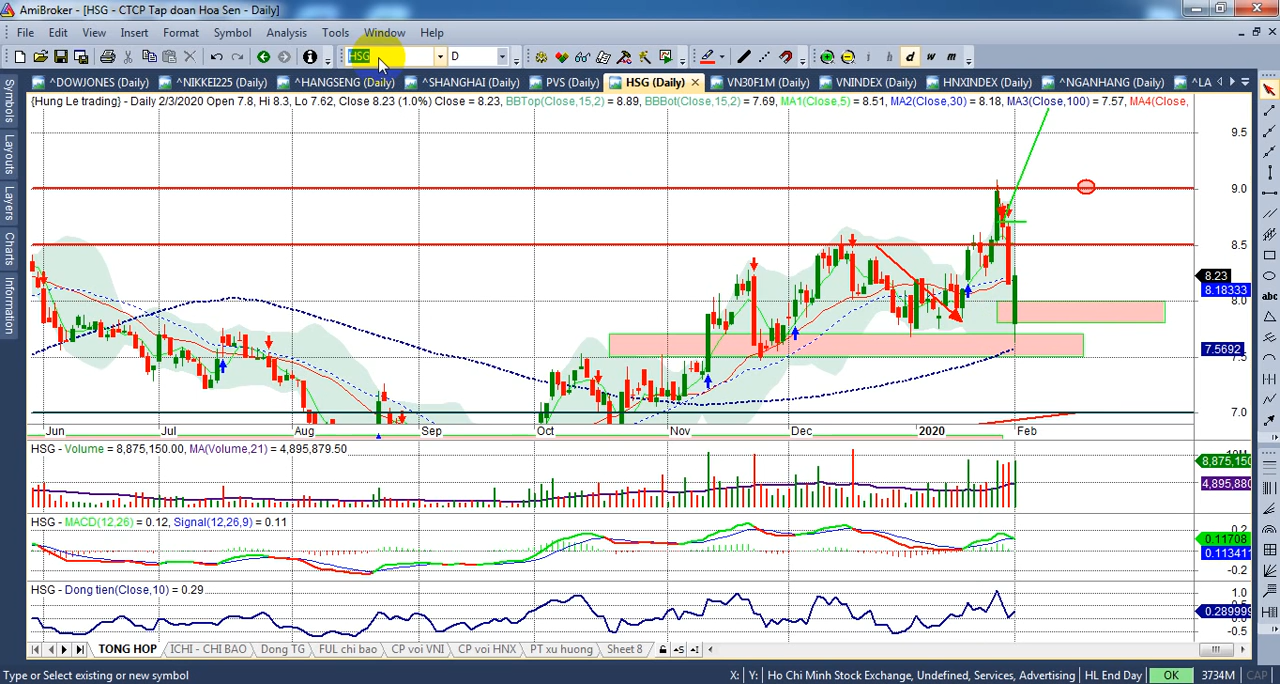 AmiBroker - [HSG - CTCP Tap doan Hoa Sen - Daily]
File Edit View Insert Format Symbol Analysis Tools Window Help
HSG D i h d w m
^DOWJONES (Daily) ^NIKKEI225 (Daily) ^HANGSENG (Daily) ^SHANGHAI (Daily) PVS (Daily) HSG (Daily) VN30F1M (Daily) VNINDEX (Daily) HNXINDEX (Daily) ^NGANHANG (Daily) ^LA
{Hung Le trading} - Daily 2/3/2020 Open 7.8, Hi 8.3, Lo 7.62, Close 8.23 (1.0%) Close = 8.23, BBTop(Close,15,2) = 8.89, BBBot(Close,15,2) = 7.69, MA1(Close,5) = 8.51, MA2(Close,30) = 8.18, MA3(Close,100) = 7.57, MA4(Close,
Symbols
Layouts
Layers
Charts
Information
abc
9.5
9.0
8.5
8.23
8.18333
8.0
7.5692
7.5
7.0
Jun Jul Aug Sep Oct Nov Dec 2020 Feb
HSG - Volume = 8,875,150.00, MA(Volume,21) = 4,895,879.50
8,875,150
4,895,880
HSG - MACD(12,26) = 0.12, Signal(12,26,9) = 0.11
0.2
0.11708
0.113411
-0.2
HSG - Dong tien(Close,10) = 0.29
1.0
0.289999
-0.5
TONG HOP ICHI - CHI BAO Dong TG FUL chi bao CP voi VNI CP voi HNX PT xu huong Sheet 8
Type or Select existing or new symbol X: Y: Ho Chi Minh Stock Exchange, Undefined, Services, Advertising HL End Day OK 3734M CAP